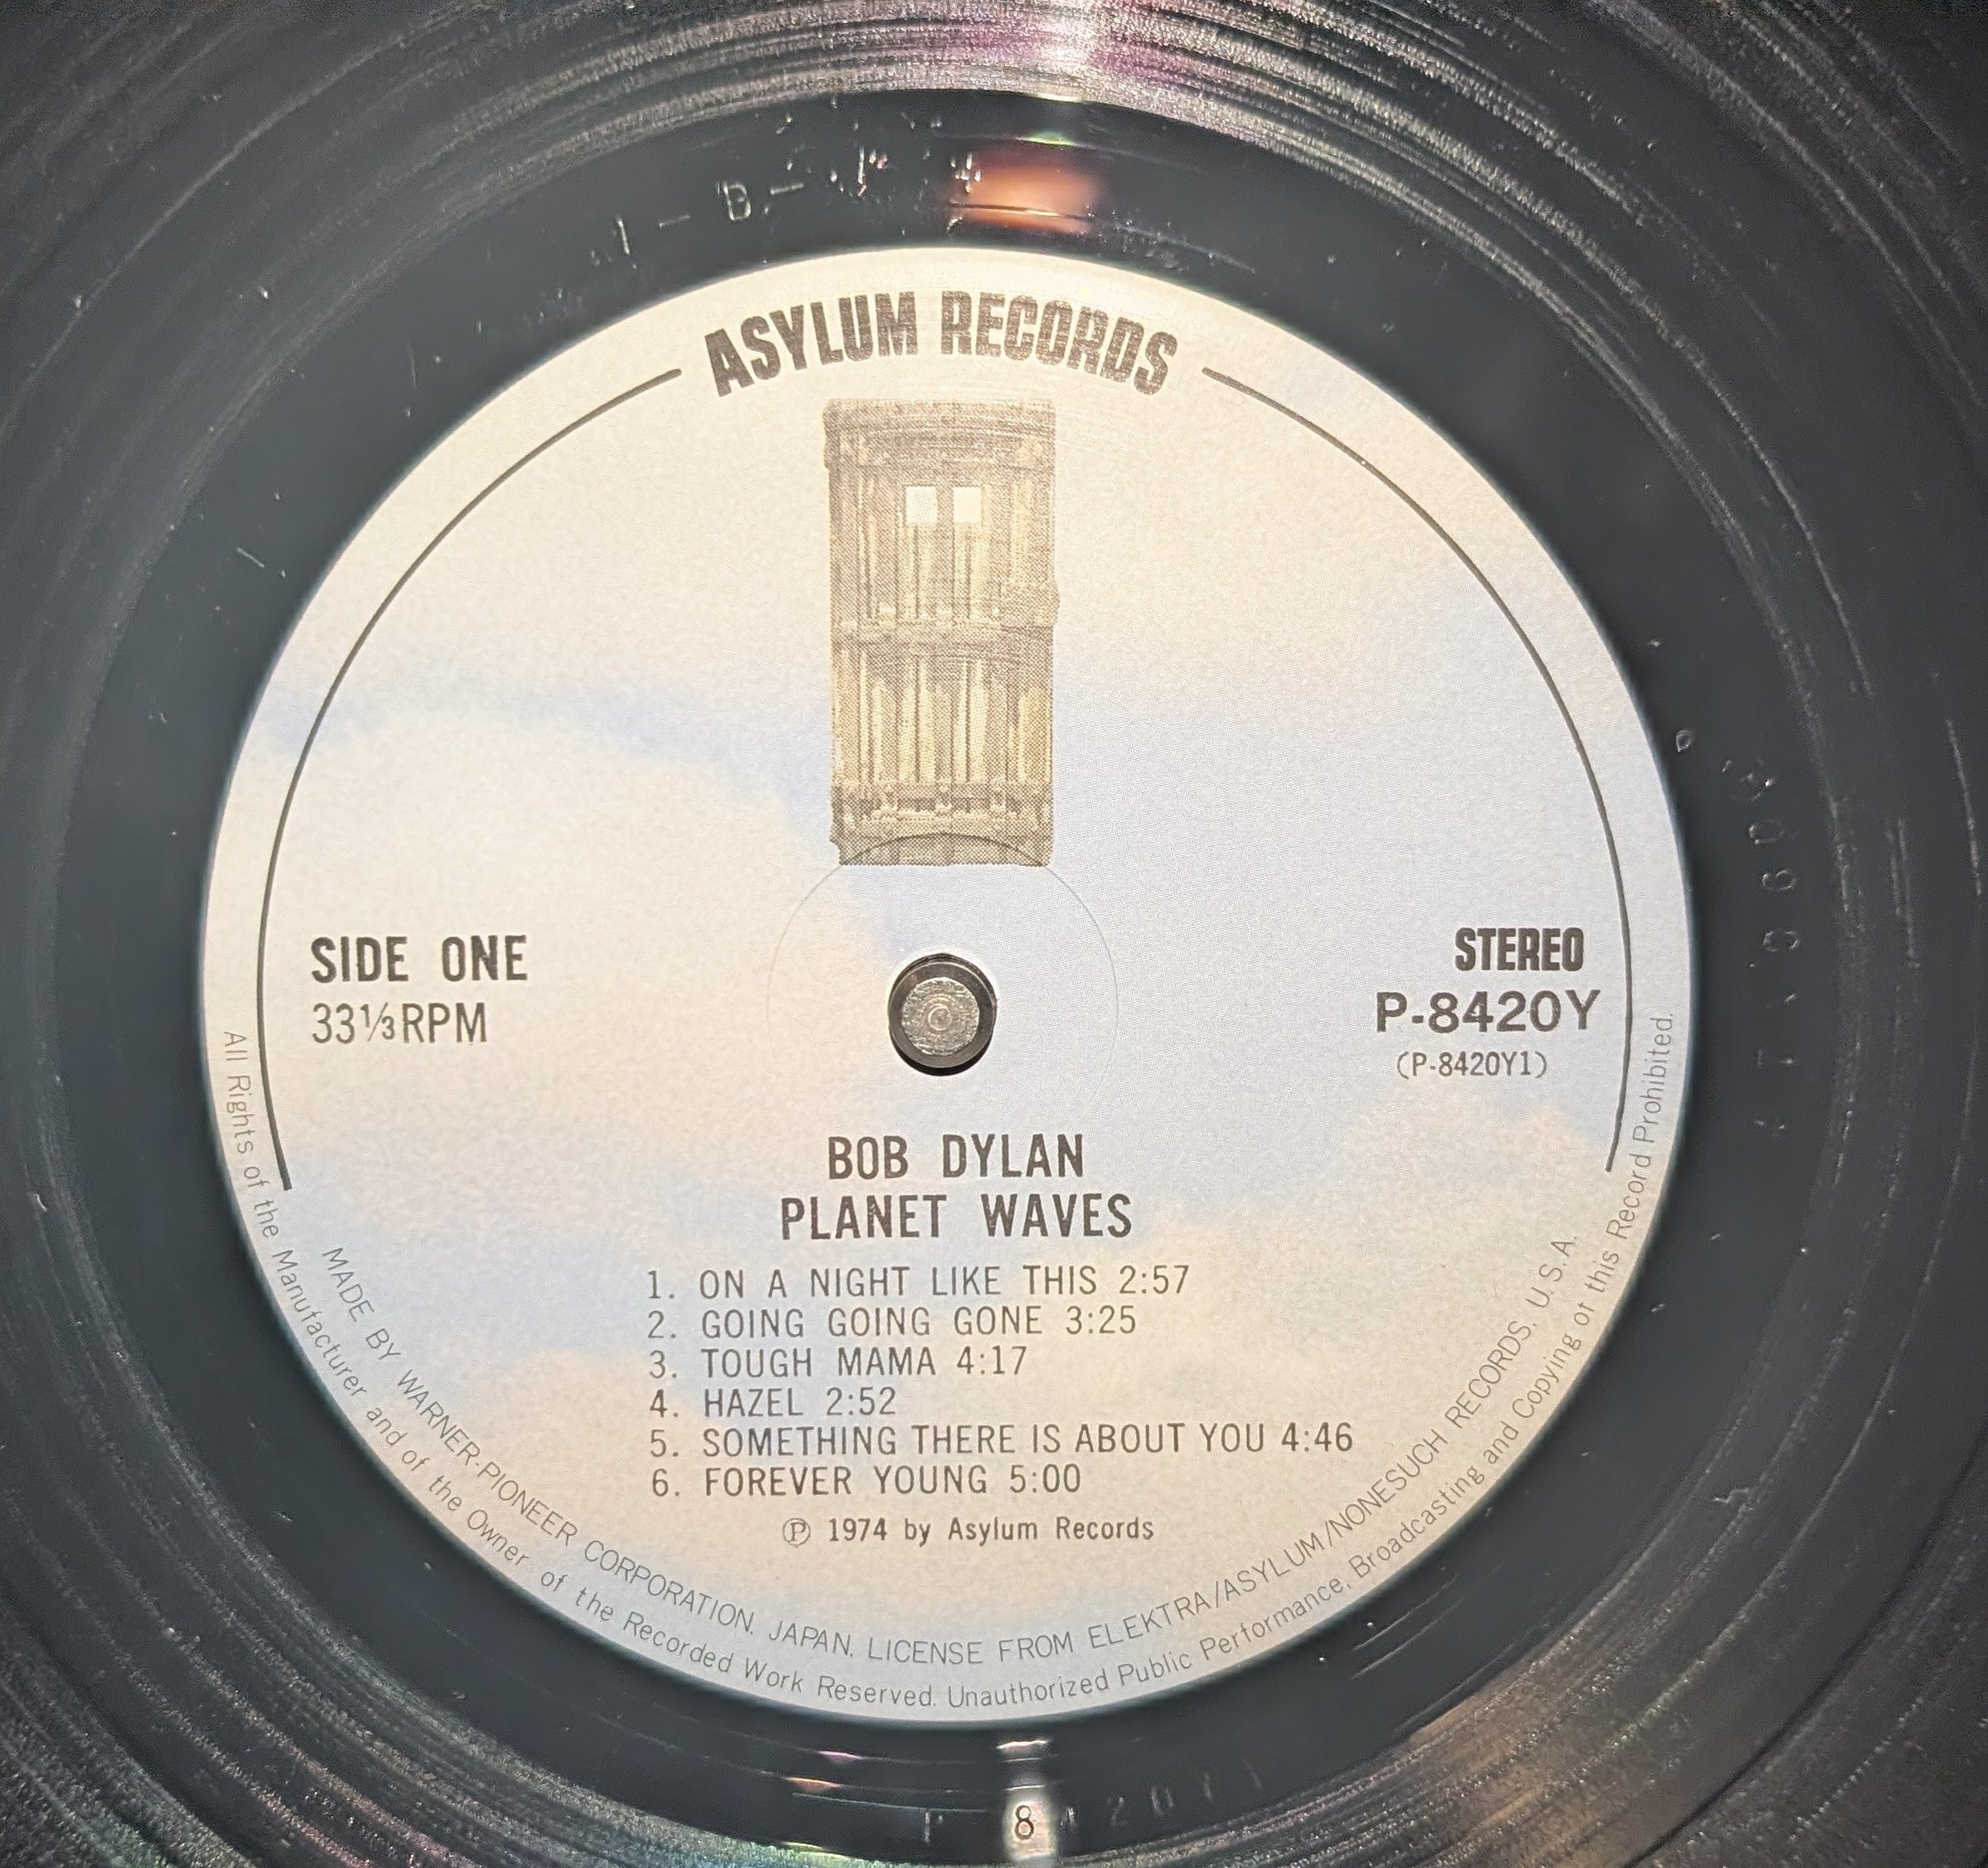 ASYLUM RECORDS
SIDE ONE
33⅓RPM
STEREO
P-8420Y
(P-8420Y1)
BOB DYLAN
PLANET WAVES
1. ON A NIGHT LIKE THIS 2:57
2. GOING GOING GONE 3:25
3. TOUGH MAMA 4:17
4. HAZEL 2:52
5. SOMETHING THERE IS ABOUT YOU 4:46
6. FOREVER YOUNG 5:00
Ⓟ 1974 by Asylum Records
MADE BY WARNER-PIONEER CORPORATION, JAPAN. LICENSE FROM ELEKTRA/ASYLUM/NONESUCH RECORDS, U.S.A.
All Rights of the Manufacturer and of the Owner of the Recorded Work Reserved. Unauthorized Public Performance, Broadcasting and Copying ot this Record Prohibited.